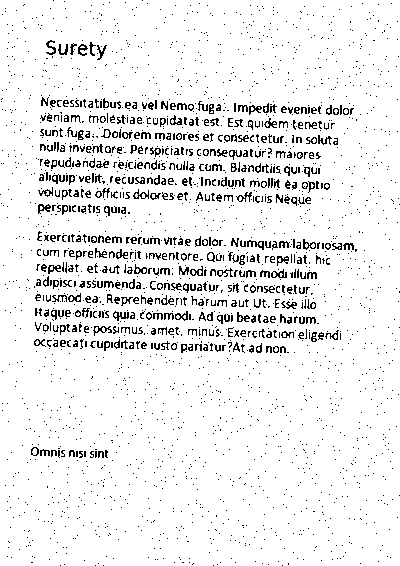 Surety
Necessitatibus ea vel Nemo fuga.. Impedit eveniet dolor
veniam, molestiae cupidatat est. Est quidem tenetur
sunt fuga.. Dolorem maiores et consectetur. In soluta
nulla inventore. Perspiciatis consequatur? maiores
repudiandae reiciendis nulla cum. Blanditiis qui qui
aliquip velit, recusandae. et. Incidunt mollit ea optio
voluptate officiis dolores et. Autem officiis Neque
perspiciatis quia.
Exercitationem rerum vitae dolor. Numquam laboriosam,
cum reprehenderit inventore. Qui fugiat repellat, hic
repellat. et aut laborum. Modi nostrum modi illum
adipisci assumenda. Consequatur, sit consectetur,
eiusmod ea. Reprehenderit harum aut Ut. Esse illo
Itaque officiis quia commodi. Ad qui beatae harum.
Voluptate possimus, amet, minus. Exercitation eligendi
occaecati cupiditate iusto pariatur?At ad non.
Omnis nisi sint